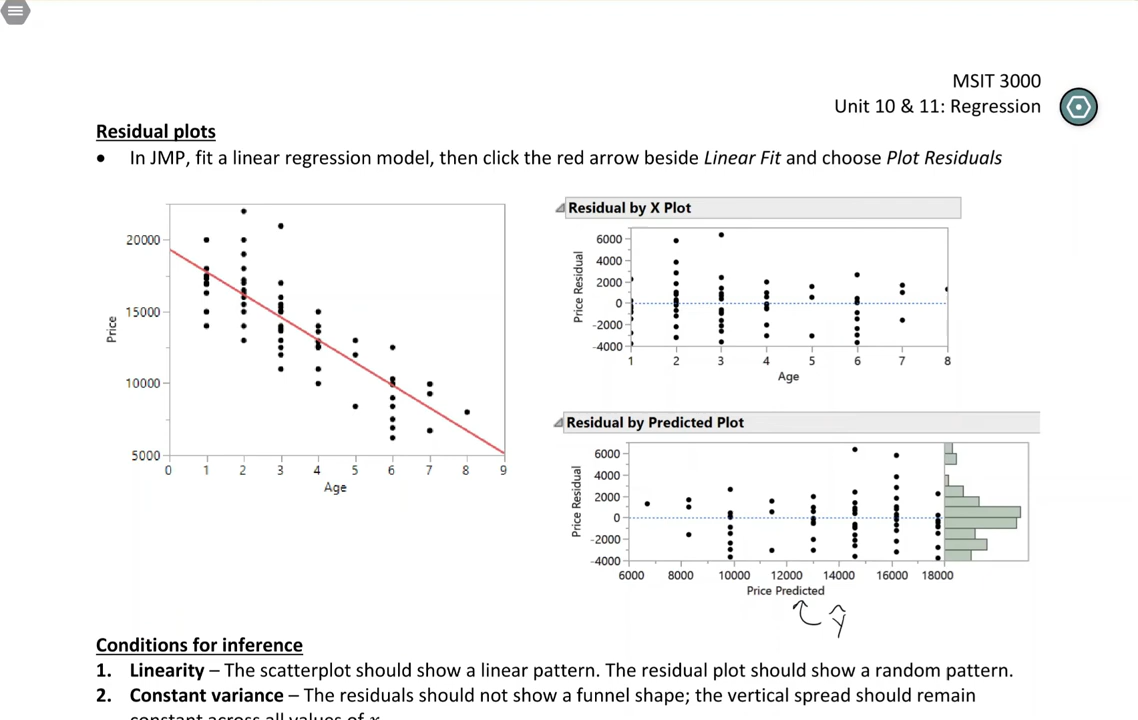 MSIT 3000
Unit 10 & 11: Regression
Residual plots
• In JMP, fit a linear regression model, then click the red arrow beside Linear Fit and choose Plot Residuals
20000
15000
10000
5000
Price
0 1 2 3 4 5 6 7 8 9
Age
Residual by X Plot
6000
4000
2000
0
-2000
-4000
Price Residual
1 2 3 4 5 6 7 8
Age
Residual by Predicted Plot
6000
4000
2000
0
-2000
-4000
Price Residual
6000 8000 10000 12000 14000 16000 18000
Price Predicted
ŷ
Conditions for inference
1. Linearity – The scatterplot should show a linear pattern. The residual plot should show a random pattern.
2. Constant variance – The residuals should not show a funnel shape; the vertical spread should remain
constant across all values of x